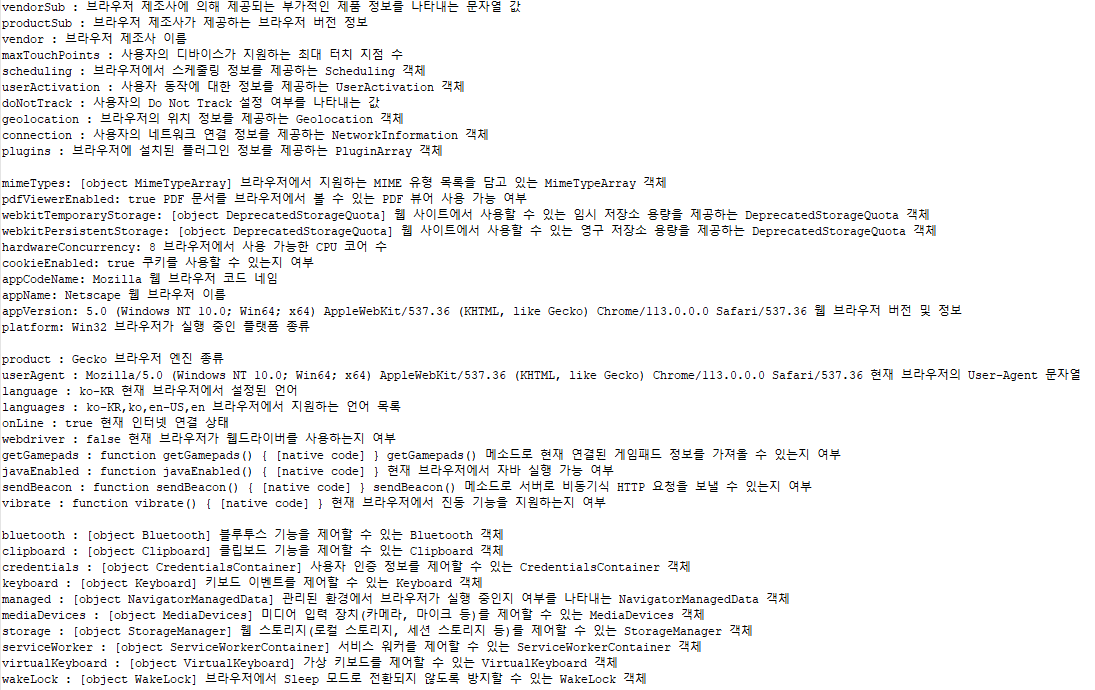 vendorSub : 브라우저 제조사에 의해 제공되는 부가적인 제품 정보를 나타내는 문자열 값
productSub : 브라우저 제조사가 제공하는 브라우저 버전 정보
vendor : 브라우저 제조사 이름
maxTouchPoints : 사용자의 디바이스가 지원하는 최대 터치 지점 수
scheduling : 브라우저에서 스케줄링 정보를 제공하는 Scheduling 객체
userActivation : 사용자 동작에 대한 정보를 제공하는 UserActivation 객체
doNotTrack : 사용자의 Do Not Track 설정 여부를 나타내는 값
geolocation : 브라우저의 위치 정보를 제공하는 Geolocation 객체
connection : 사용자의 네트워크 연결 정보를 제공하는 NetworkInformation 객체
plugins : 브라우저에 설치된 플러그인 정보를 제공하는 PluginArray 객체

mimeTypes: [object MimeTypeArray] 브라우저에서 지원하는 MIME 유형 목록을 담고 있는 MimeTypeArray 객체
pdfViewerEnabled: true PDF 문서를 브라우저에서 볼 수 있는 PDF 뷰어 사용 가능 여부
webkitTemporaryStorage: [object DeprecatedStorageQuota] 웹 사이트에서 사용할 수 있는 임시 저장소 용량을 제공하는 DeprecatedStorageQuota 객체
webkitPersistentStorage: [object DeprecatedStorageQuota] 웹 사이트에서 사용할 수 있는 영구 저장소 용량을 제공하는 DeprecatedStorageQuota 객체
hardwareConcurrency: 8 브라우저에서 사용 가능한 CPU 코어 수
cookieEnabled: true 쿠키를 사용할 수 있는지 여부
appCodeName: Mozilla 웹 브라우저 코드 네임
appName: Netscape 웹 브라우저 이름
appVersion: 5.0 (Windows NT 10.0; Win64; x64) AppleWebKit/537.36 (KHTML, like Gecko) Chrome/113.0.0.0 Safari/537.36 웹 브라우저 버전 및 정보
platform: Win32 브라우저가 실행 중인 플랫폼 종류

product : Gecko 브라우저 엔진 종류
userAgent : Mozilla/5.0 (Windows NT 10.0; Win64; x64) AppleWebKit/537.36 (KHTML, like Gecko) Chrome/113.0.0.0 Safari/537.36 현재 브라우저의 User-Agent 문자열
language : ko-KR 현재 브라우저에서 설정된 언어
languages : ko-KR,ko,en-US,en 브라우저에서 지원하는 언어 목록
onLine : true 현재 인터넷 연결 상태
webdriver : false 현재 브라우저가 웹드라이버를 사용하는지 여부
getGamepads : function getGamepads() { [native code] } getGamepads() 메소드로 현재 연결된 게임패드 정보를 가져올 수 있는지 여부
javaEnabled : function javaEnabled() { [native code] } 현재 브라우저에서 자바 실행 가능 여부
sendBeacon : function sendBeacon() { [native code] } sendBeacon() 메소드로 서버로 비동기식 HTTP 요청을 보낼 수 있는지 여부
vibrate : function vibrate() { [native code] } 현재 브라우저에서 진동 기능을 지원하는지 여부

bluetooth : [object Bluetooth] 블루투스 기능을 제어할 수 있는 Bluetooth 객체
clipboard : [object Clipboard] 클립보드 기능을 제어할 수 있는 Clipboard 객체
credentials : [object CredentialsContainer] 사용자 인증 정보를 제어할 수 있는 CredentialsContainer 객체
keyboard : [object Keyboard] 키보드 이벤트를 제어할 수 있는 Keyboard 객체
managed : [object NavigatorManagedData] 관리된 환경에서 브라우저가 실행 중인지 여부를 나타내는 NavigatorManagedData 객체
mediaDevices : [object MediaDevices] 미디어 입력 장치(카메라, 마이크 등)를 제어할 수 있는 MediaDevices 객체
storage : [object StorageManager] 웹 스토리지(로컬 스토리지, 세션 스토리지 등)를 제어할 수 있는 StorageManager 객체
serviceWorker : [object ServiceWorkerContainer] 서비스 워커를 제어할 수 있는 ServiceWorkerContainer 객체
virtualKeyboard : [object VirtualKeyboard] 가상 키보드를 제어할 수 있는 VirtualKeyboard 객체
wakeLock : [object WakeLock] 브라우저에서 Sleep 모드로 전환되지 않도록 방지할 수 있는 WakeLock 객체